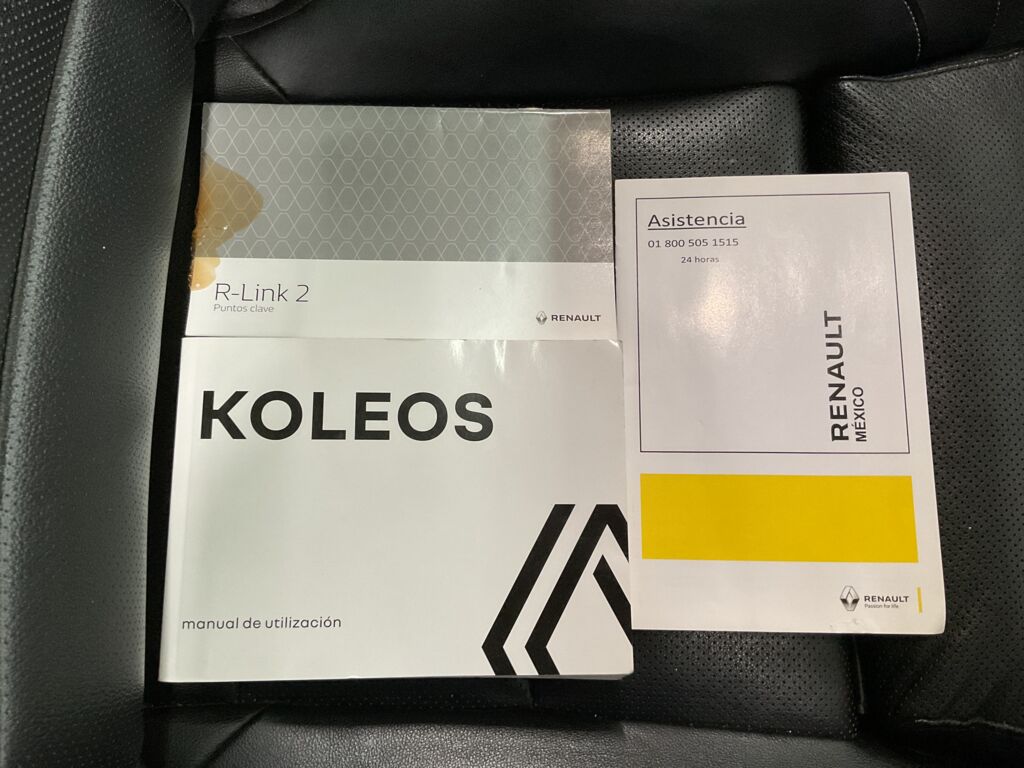 R-Link 2
Puntos clave
RENAULT
KOLEOS
manual de utilización
Asistencia
01 800 505 1515
24 horas
RENAULT
MÉXICO
RENAULT
Passion for life